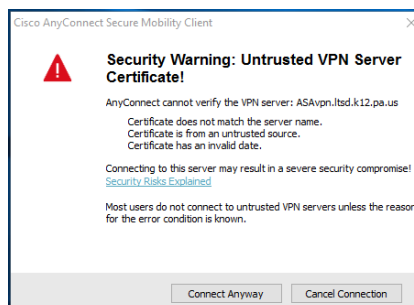 Cisco AnyConnect Secure Mobility Client
Security Warning: Untrusted VPN Server
Certificate!
AnyConnect cannot verify the VPN server: ASAvpn.ltsd.k12.pa.us
Certificate does not match the server name.
Certificate is from an untrusted source.
Certificate has an invalid date.
Connecting to this server may result in a severe security compromise!
Security Risks Explained
Most users do not connect to untrusted VPN servers unless the reason
for the error condition is known.
Connect Anyway
Cancel Connection